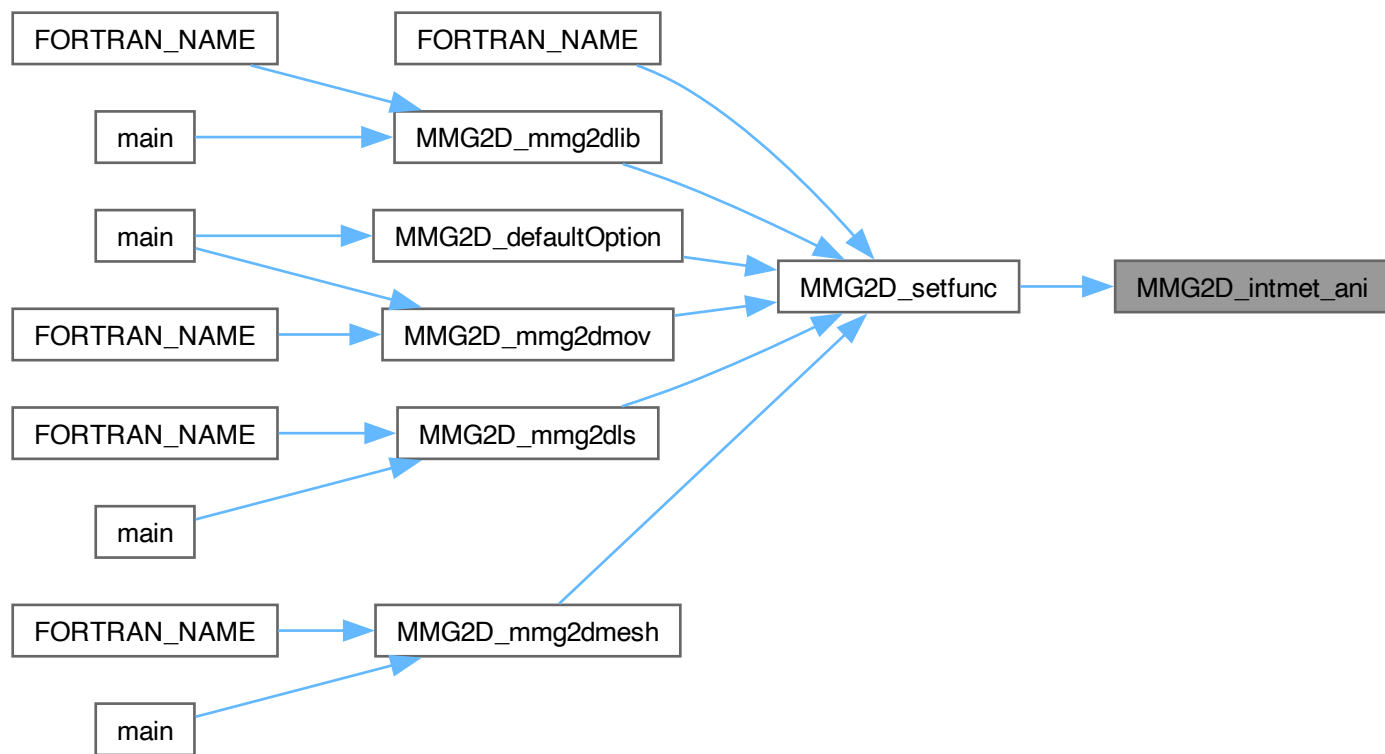 FORTRAN_NAME
FORTRAN_NAME
main
MMG2D_mmg2dlib
main
MMG2D_defaultOption
MMG2D_setfunc
MMG2D_intmet_ani
FORTRAN_NAME
MMG2D_mmg2dmov
FORTRAN_NAME
MMG2D_mmg2dls
main
FORTRAN_NAME
MMG2D_mmg2dmesh
main